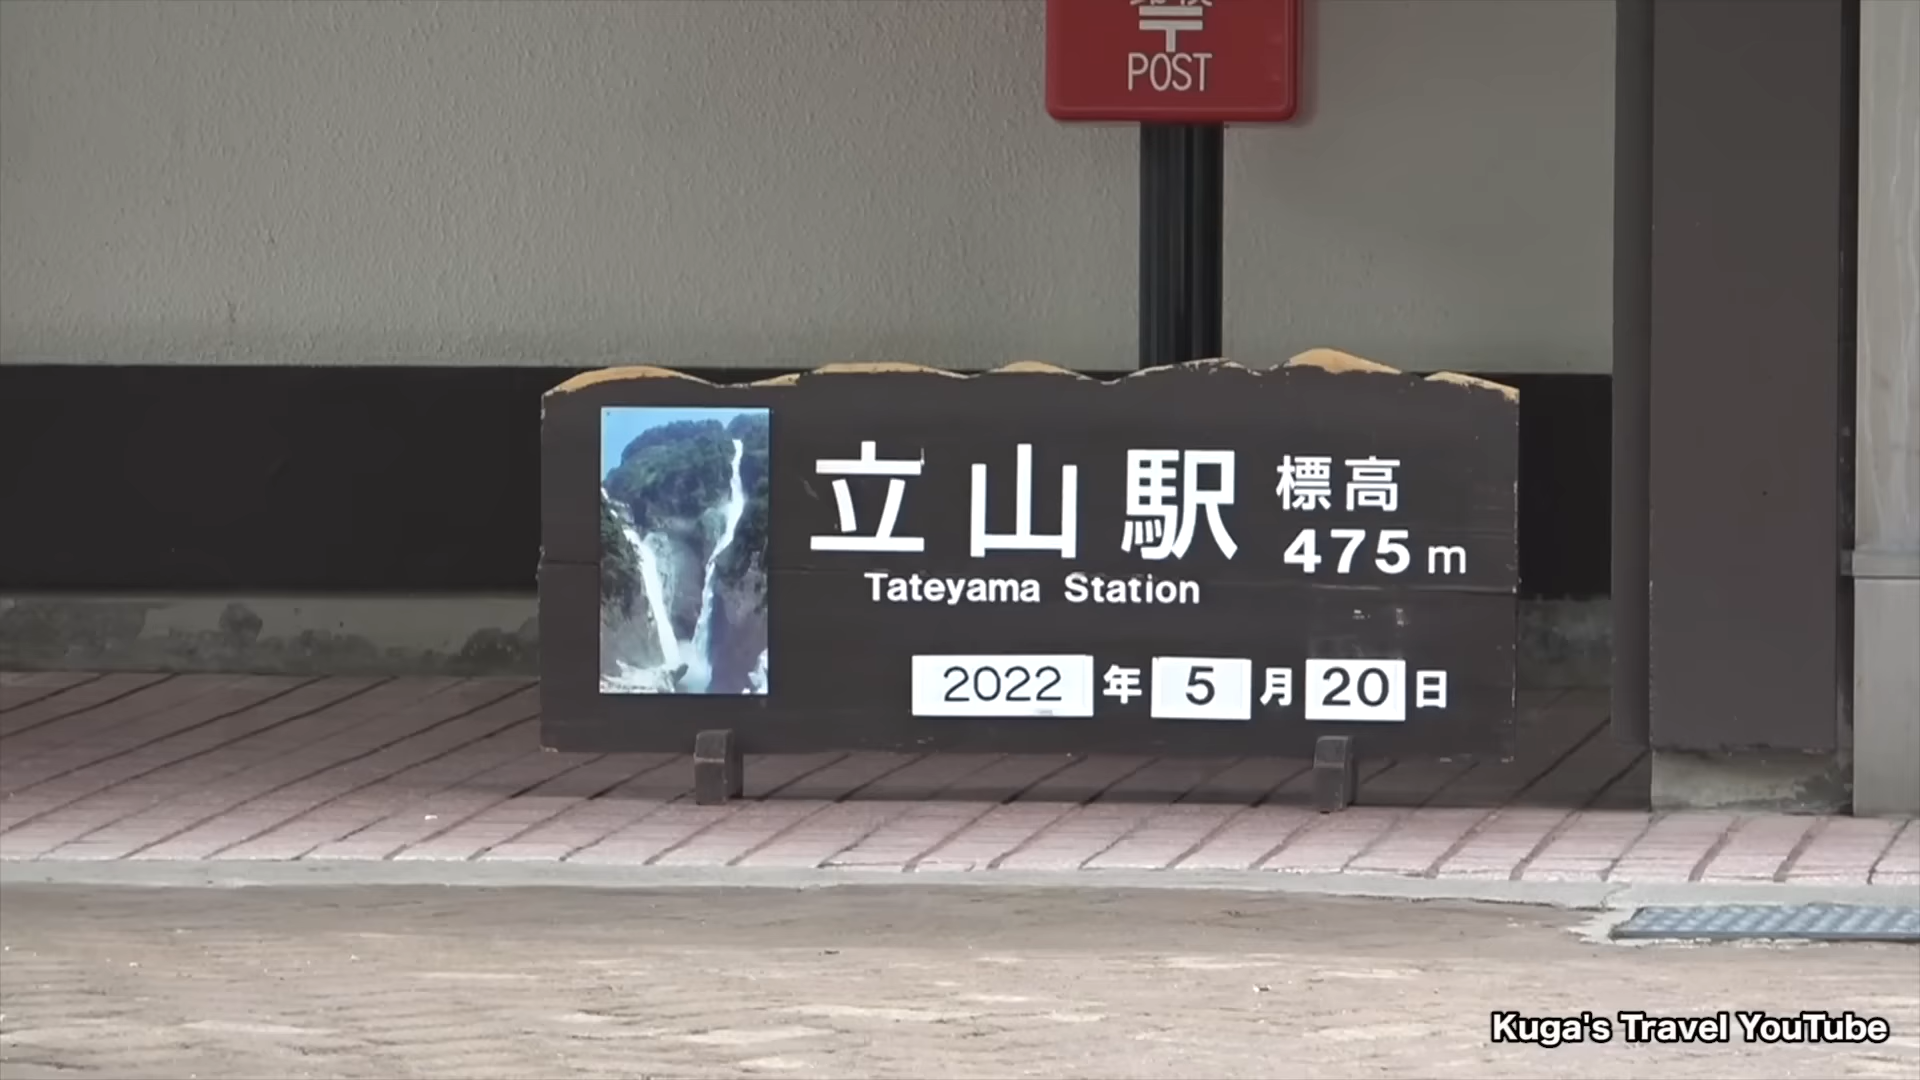 〒
POST
立山駅
Tateyama Station
標高
475m
2022年5月20日
Kuga's Travel YouTube